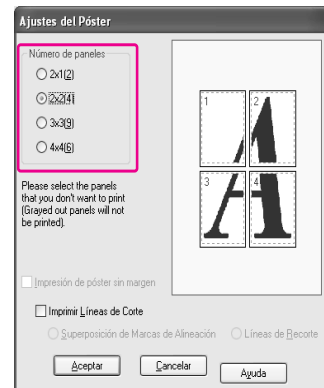 Ajustes del Póster
Número de paneles
2x1(2)
2x2(4)
3x3(9)
4x4(6)
Please select the panels
that you don't want to print
(Grayed out panels will not
be printed).
1
2
3
4
Impresión de póster sin margen
Imprimir Líneas de Corte
Superposición de Marcas de Alineación
Líneas de Recorte
Aceptar
Cancelar
Ayuda